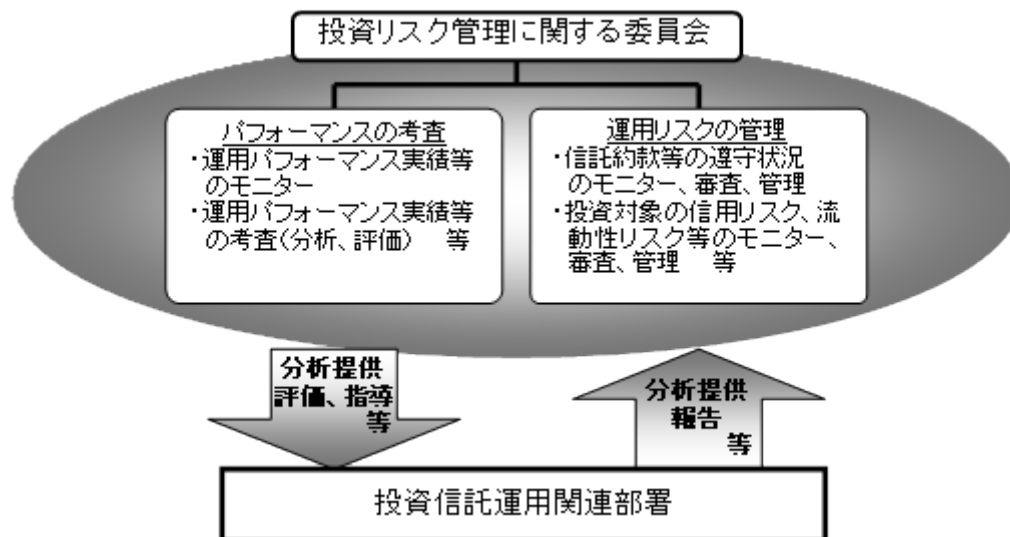 投資リスク管理に関する委員会
パフォーマンスの考査
・運用パフォーマンス実績等
のモニター
・運用パフォーマンス実績等
の考査(分析、評価) 等
運用リスクの管理
・信託約款等の遵守状況
のモニター、審査、管理
・投資対象の信用リスク、流
動性リスク等のモニター、
審査、管理 等
分析提供
評価、指導
等
分析提供
報告
等
投資信託運用関連部署